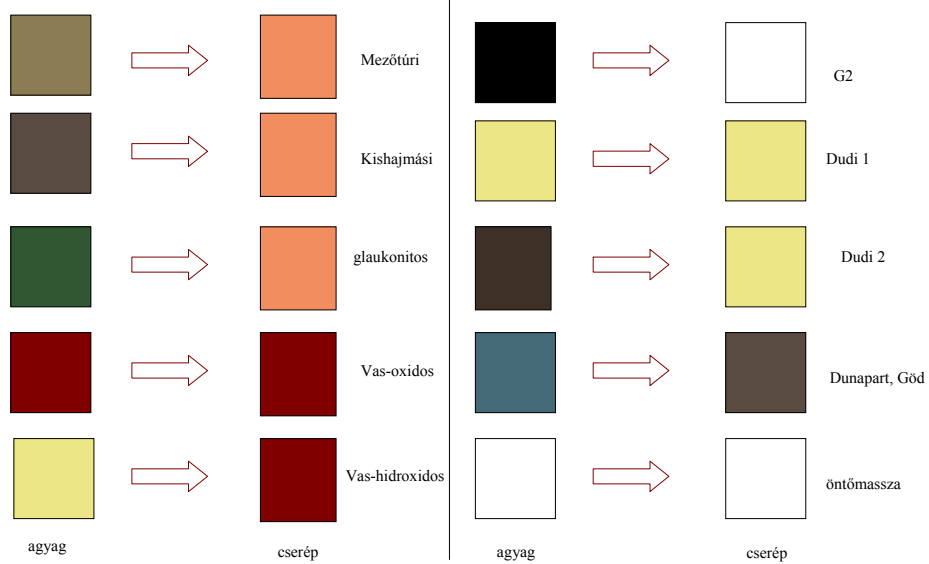 Mezőtúri
Kishajmási
glaukonitos
Vas-oxidos
Vas-hidroxidos
agyag
cserép
G2
Dudi 1
Dudi 2
Dunapart, Göd
öntőmassza
agyag
cserép